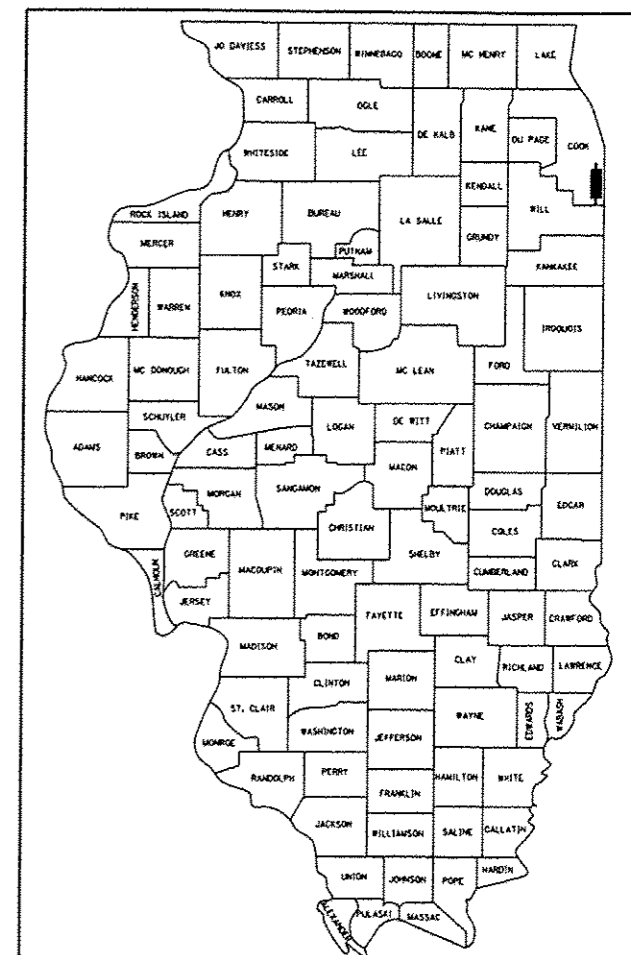 JO DAVIESS STEPHENSON WINNEBAGO BOONE MC HENRY LAKE
CARROLL OGLE DE KALB KANE DU PAGE COOK
WHITESIDE LEE KENDALL WILL
ROCK ISLAND HENRY BUREAU LA SALLE GRUNDY
MERCER PUTNAM KANKAKEE
HENDERSON WARREN KNOX STARK MARSHALL LIVINGSTON
PEORIA WOODFORD IROQUOIS
HANCOCK MC DONOUGH FULTON TAZEWELL MC LEAN FORD
SCHUYLER MASON LOGAN DE WITT CHAMPAIGN VERMILION
ADAMS BROWN CASS MENARD MACON PIATT
PIKE SCOTT MORGAN SANGAMON MOULTRIE DOUGLAS EDGAR
CHRISTIAN COLES
CALHOUN GREENE MACOUPIN MONTGOMERY SHELBY CUMBERLAND CLARK
JERSEY FAYETTE EFFINGHAM JASPER CRAWFORD
MADISON BOND CLAY RICHLAND LAWRENCE
CLINTON MARION
ST. CLAIR WASHINGTON WAYNE EDWARDS WABASH
MONROE JEFFERSON
RANDOLPH PERRY HAMILTON WHITE
FRANKLIN
JACKSON WILLIAMSON SALINE GALLATIN
UNION JOHNSON POPE HARDIN
ALEXANDER PULASKI MASSAC